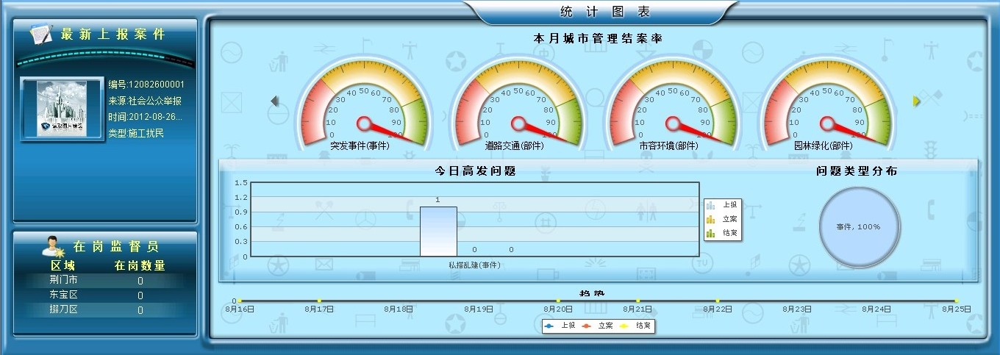 统计图表
最新上报案件
编号:12082600001
来源:社会公众举报
时间:2012-08-26...
类型:施工扰民
读取图片错误
在岗监督员
区域 在岗数量
荆门市 0
东宝区 0
掇刀区 0
本月城市管理结案率
0 10 20 30 40 50 60 70 80 90 100
突发事件(事件)
0 10 20 30 40 50 60 70 80 90 100
道路交通(部件)
0 10 20 30 40 50 60 70 80 90 100
市容环境(部件)
0 10 20 30 40 50 60 70 80 90 100
园林绿化(部件)
今日高发问题
1.5
1.2
0.9
0.6
0.3
0
1 0 0
私搭乱建(事件)
上报
立案
结案
问题类型分布
事件, 100%
趋势
0
8月16日 8月17日 8月18日 8月19日 8月20日 8月21日 8月22日 8月23日 8月24日 8月25日
上报 立案 结案